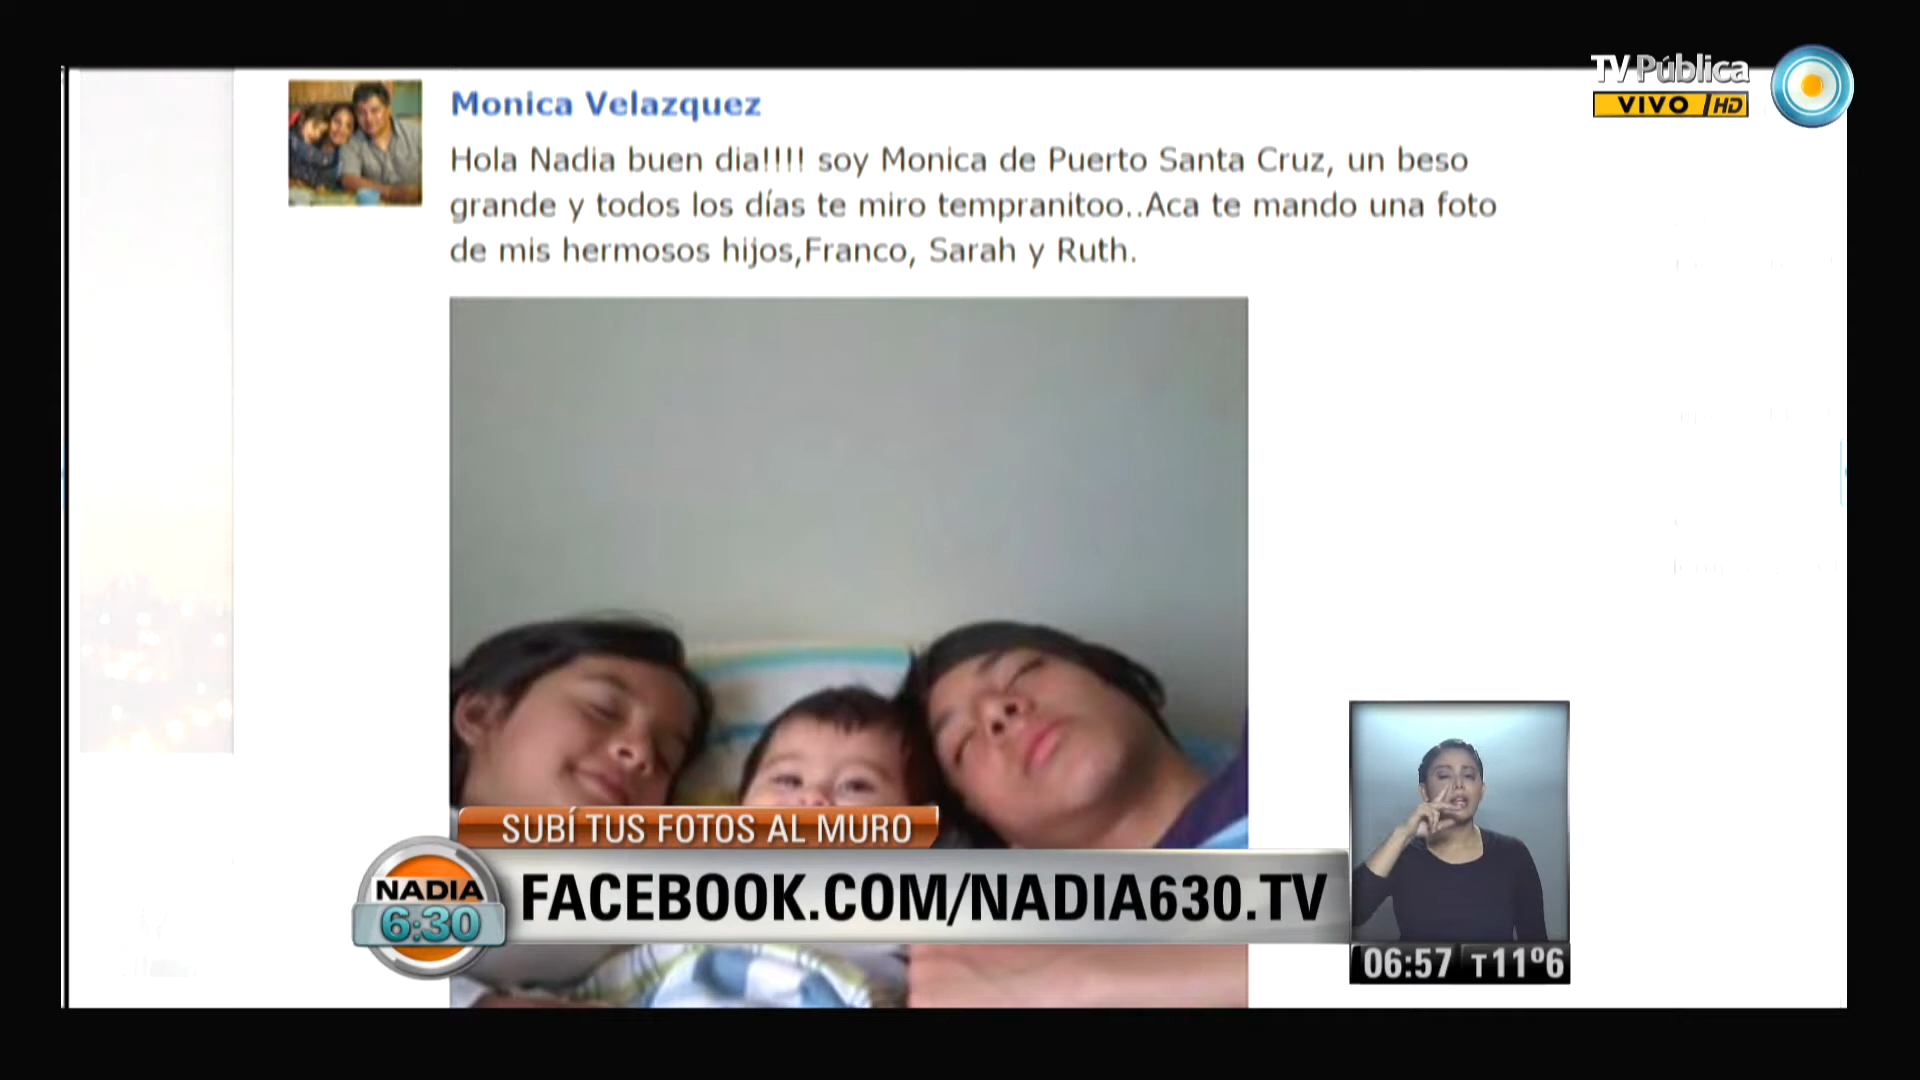 TV Pública
VIVO HD
Monica Velazquez
Hola Nadia buen dia!!!! soy Monica de Puerto Santa Cruz, un beso
grande y todos los días te miro tempranitoo..Aca te mando una foto
de mis hermosos hijos,Franco, Sarah y Ruth.
SUBÍ TUS FOTOS AL MURO
NADIA
6:30
FACEBOOK.COM/NADIA630.TV
06:57 T11º6